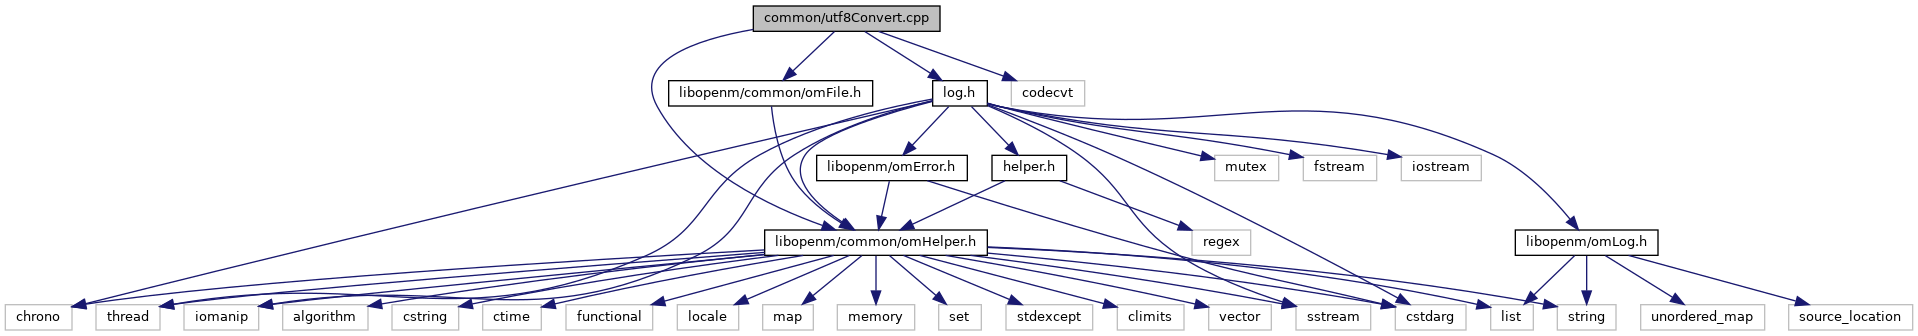 common/utf8Convert.cpp
libopenm/common/omFile.h
log.h
codecvt
libopenm/omError.h
helper.h
mutex
fstream
iostream
libopenm/common/omHelper.h
regex
libopenm/omLog.h
chrono
thread
iomanip
algorithm
cstring
ctime
functional
locale
map
memory
set
stdexcept
climits
vector
sstream
cstdarg
list
string
unordered_map
source_location